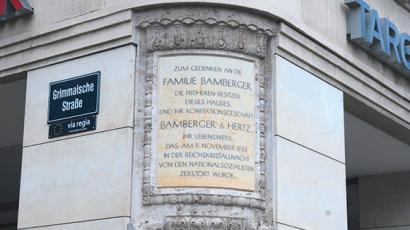 Grimmaische
Straße
via regia
TARG
ZUM GEDENKEN AN DIE
FAMILIE BAMBERGER,
DIE FRÜHEREN BESITZER
DIESES HAUSES,
UND IHR KONFEKTIONSGESCHÄFT
BAMBERGER & HERTZ.
IHR LEBENSWERK,
DAS AM 9. NOVEMBER 1938
IN DER REICHSKRISTALLNACHT
VON DEN NATIONALSOZIALISTEN
ZERSTÖRT WURDE.